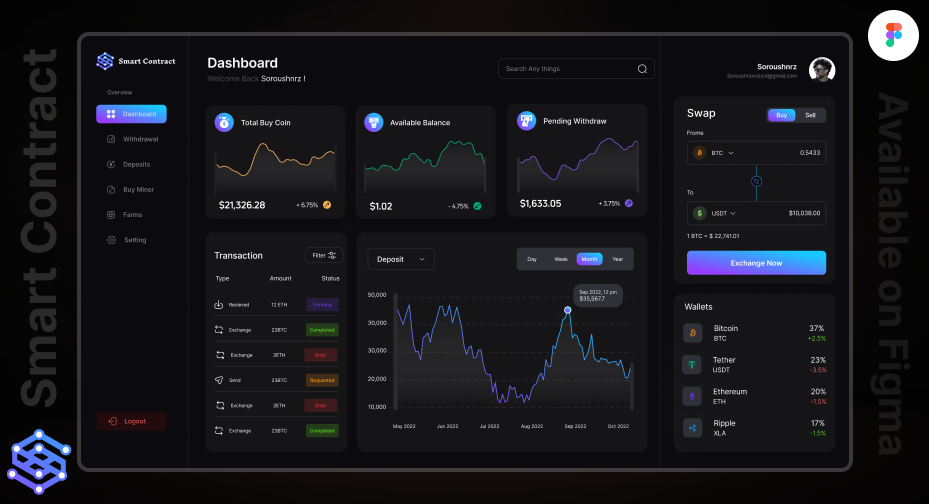 Smart Contract
Smart Contract
Overview
Dashboard
Withdrawal
Deposits
Buy Miner
Farms
Setting
Logout
Dashboard
Welcome Back Soroushnrz !
Search Any things
Soroushnrz
Soroushnorozyui@gmail.com
Total Buy Coin
$21,326.28
+ 6.75%
Available Balance
$1.02
- 4.75%
Pending Withdraw
$1,633.05
+ 3.75%
Transaction
Filter
Type Amount Status
Recieved 12 ETH Pending
Exchange 23BTC Completed
Exchange 2ETH Error
Send 23BTC Requested
Exchange 2ETH Error
Exchange 23BTC Completed
Deposit
Day Week Month Year
Sep 2022, 12 pm
$35,567.7
50,000
30,000
30,000
20,000
10,000
May 2022 Jun 2022 Jul 2022 Aug 2022 Sep 2022 Oct 2022
Swap
Buy Sell
Frome
BTC 0.5433
To
USDT $10,038.00
1 BTC = $ 22,741.01
Exchange Now
Wallets
Bitcoin 37%
BTC +2.5%
Tether 23%
USDT -3.5%
Ethereum 20%
ETH -1.5%
Ripple 17%
XLA -1.5%
Available on Figma